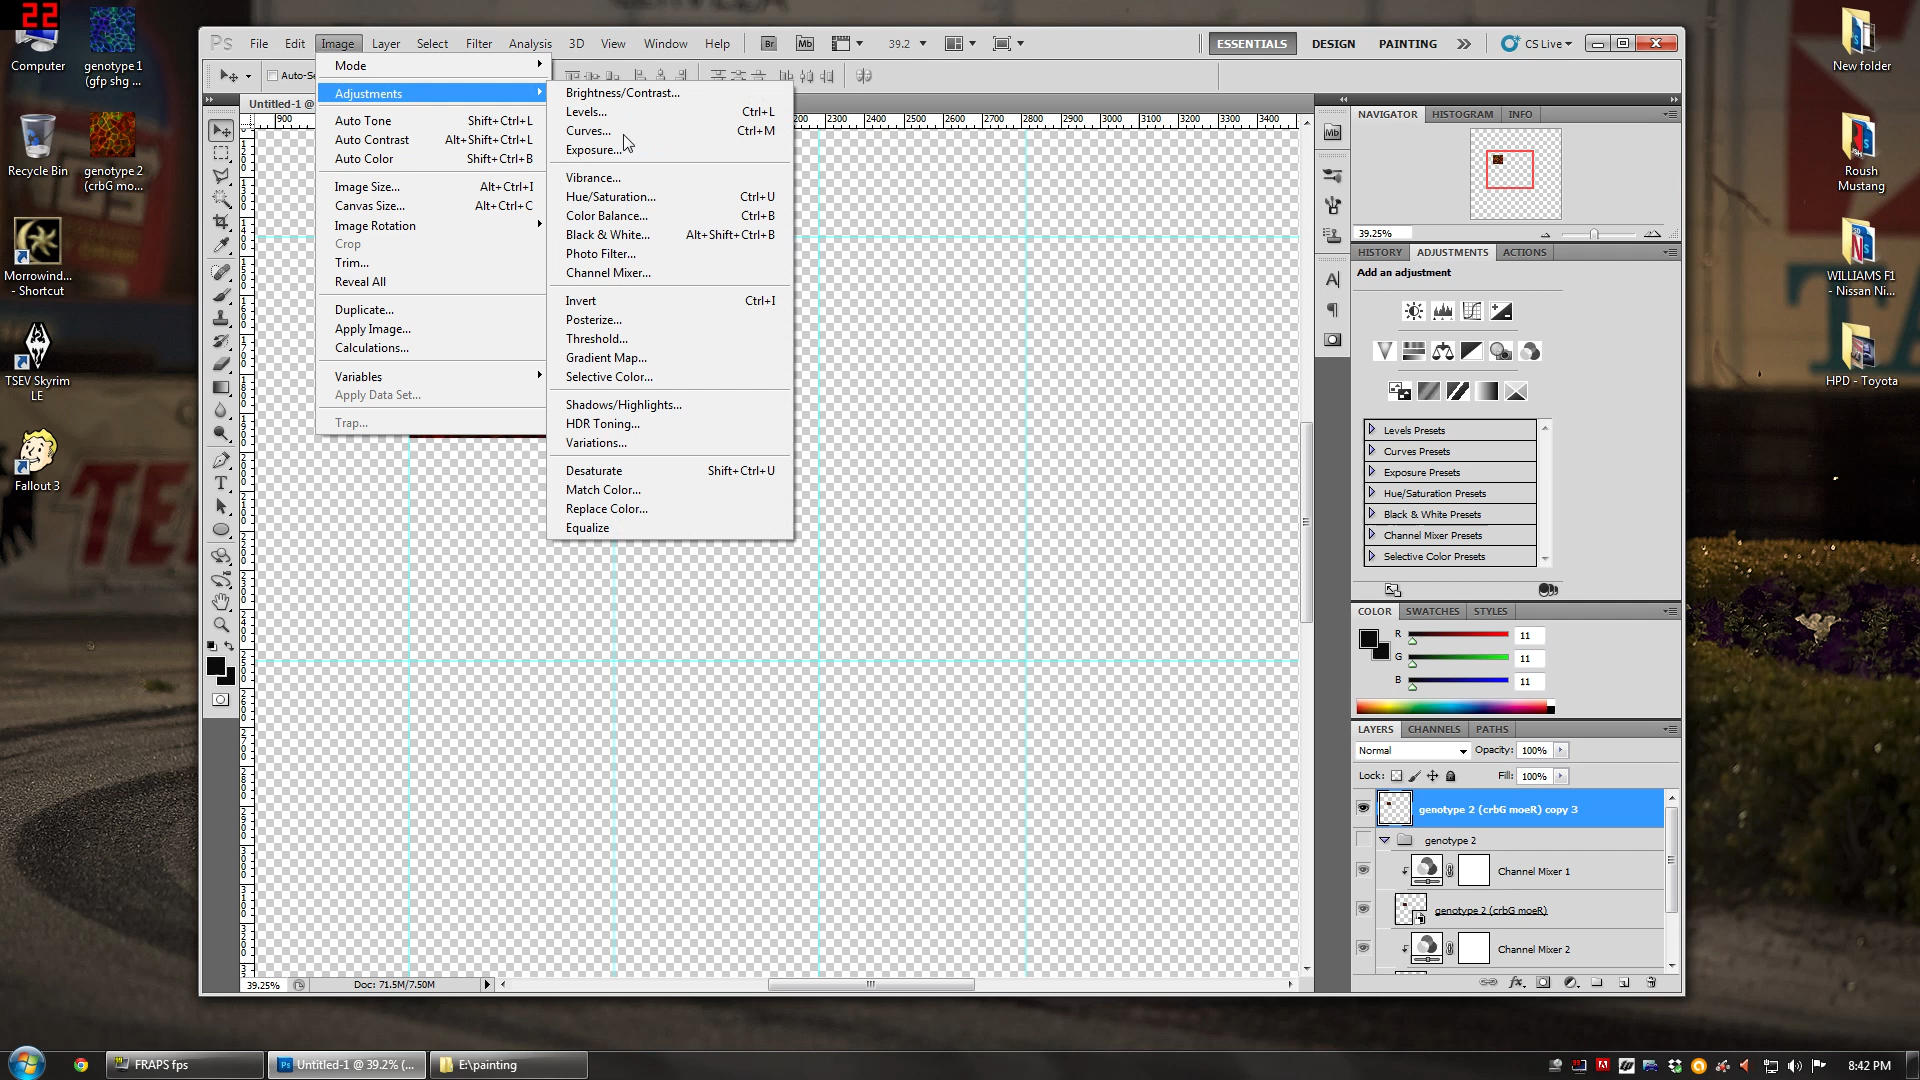 22
Computer
genotype 1
(gfp shg ...
Recycle Bin
genotype 2
(crbG mo...
Morrowind...
- Shortcut
TSEV Skyrim
LE
Fallout 3
New folder
Roush
Mustang
WILLIAMS F1
- Nissan Ni...
HPD - Toyota
Ps
File
Edit
Image
Layer
Select
Filter
Analysis
3D
View
Window
Help
Br
Mb
39.2
ESSENTIALS
DESIGN
PAINTING
CS Live
Auto-Se
Untitled-1 @
Mode
Adjustments
Auto Tone Shift+Ctrl+L
Auto Contrast Alt+Shift+Ctrl+L
Auto Color Shift+Ctrl+B
Image Size... Alt+Ctrl+I
Canvas Size... Alt+Ctrl+C
Image Rotation
Crop
Trim...
Reveal All
Duplicate...
Apply Image...
Calculations...
Variables
Apply Data Set...
Trap...
Brightness/Contrast...
Levels... Ctrl+L
Curves... Ctrl+M
Exposure...
Vibrance...
Hue/Saturation... Ctrl+U
Color Balance... Ctrl+B
Black & White... Alt+Shift+Ctrl+B
Photo Filter...
Channel Mixer...
Invert Ctrl+I
Posterize...
Threshold...
Gradient Map...
Selective Color...
Shadows/Highlights...
HDR Toning...
Variations...
Desaturate Shift+Ctrl+U
Match Color...
Replace Color...
Equalize
900
2200 2300 2400 2500 2600 2700 2800 2900 3000 3100 3200 3300 3400
NAVIGATOR HISTOGRAM INFO
39.25%
HISTORY ADJUSTMENTS ACTIONS
Add an adjustment
Levels Presets
Curves Presets
Exposure Presets
Hue/Saturation Presets
Black & White Presets
Channel Mixer Presets
Selective Color Presets
COLOR SWATCHES STYLES
R 11
G 11
B 11
LAYERS CHANNELS PATHS
Normal Opacity: 100%
Lock: Fill: 100%
genotype 2 (crbG moeR) copy 3
genotype 2
Channel Mixer 1
genotype 2 (crbG moeR)
Channel Mixer 2
39.25% Doc: 71.5M/7.50M
FRAPS fps
Untitled-1 @ 39.2% (...
E:\painting
8:42 PM